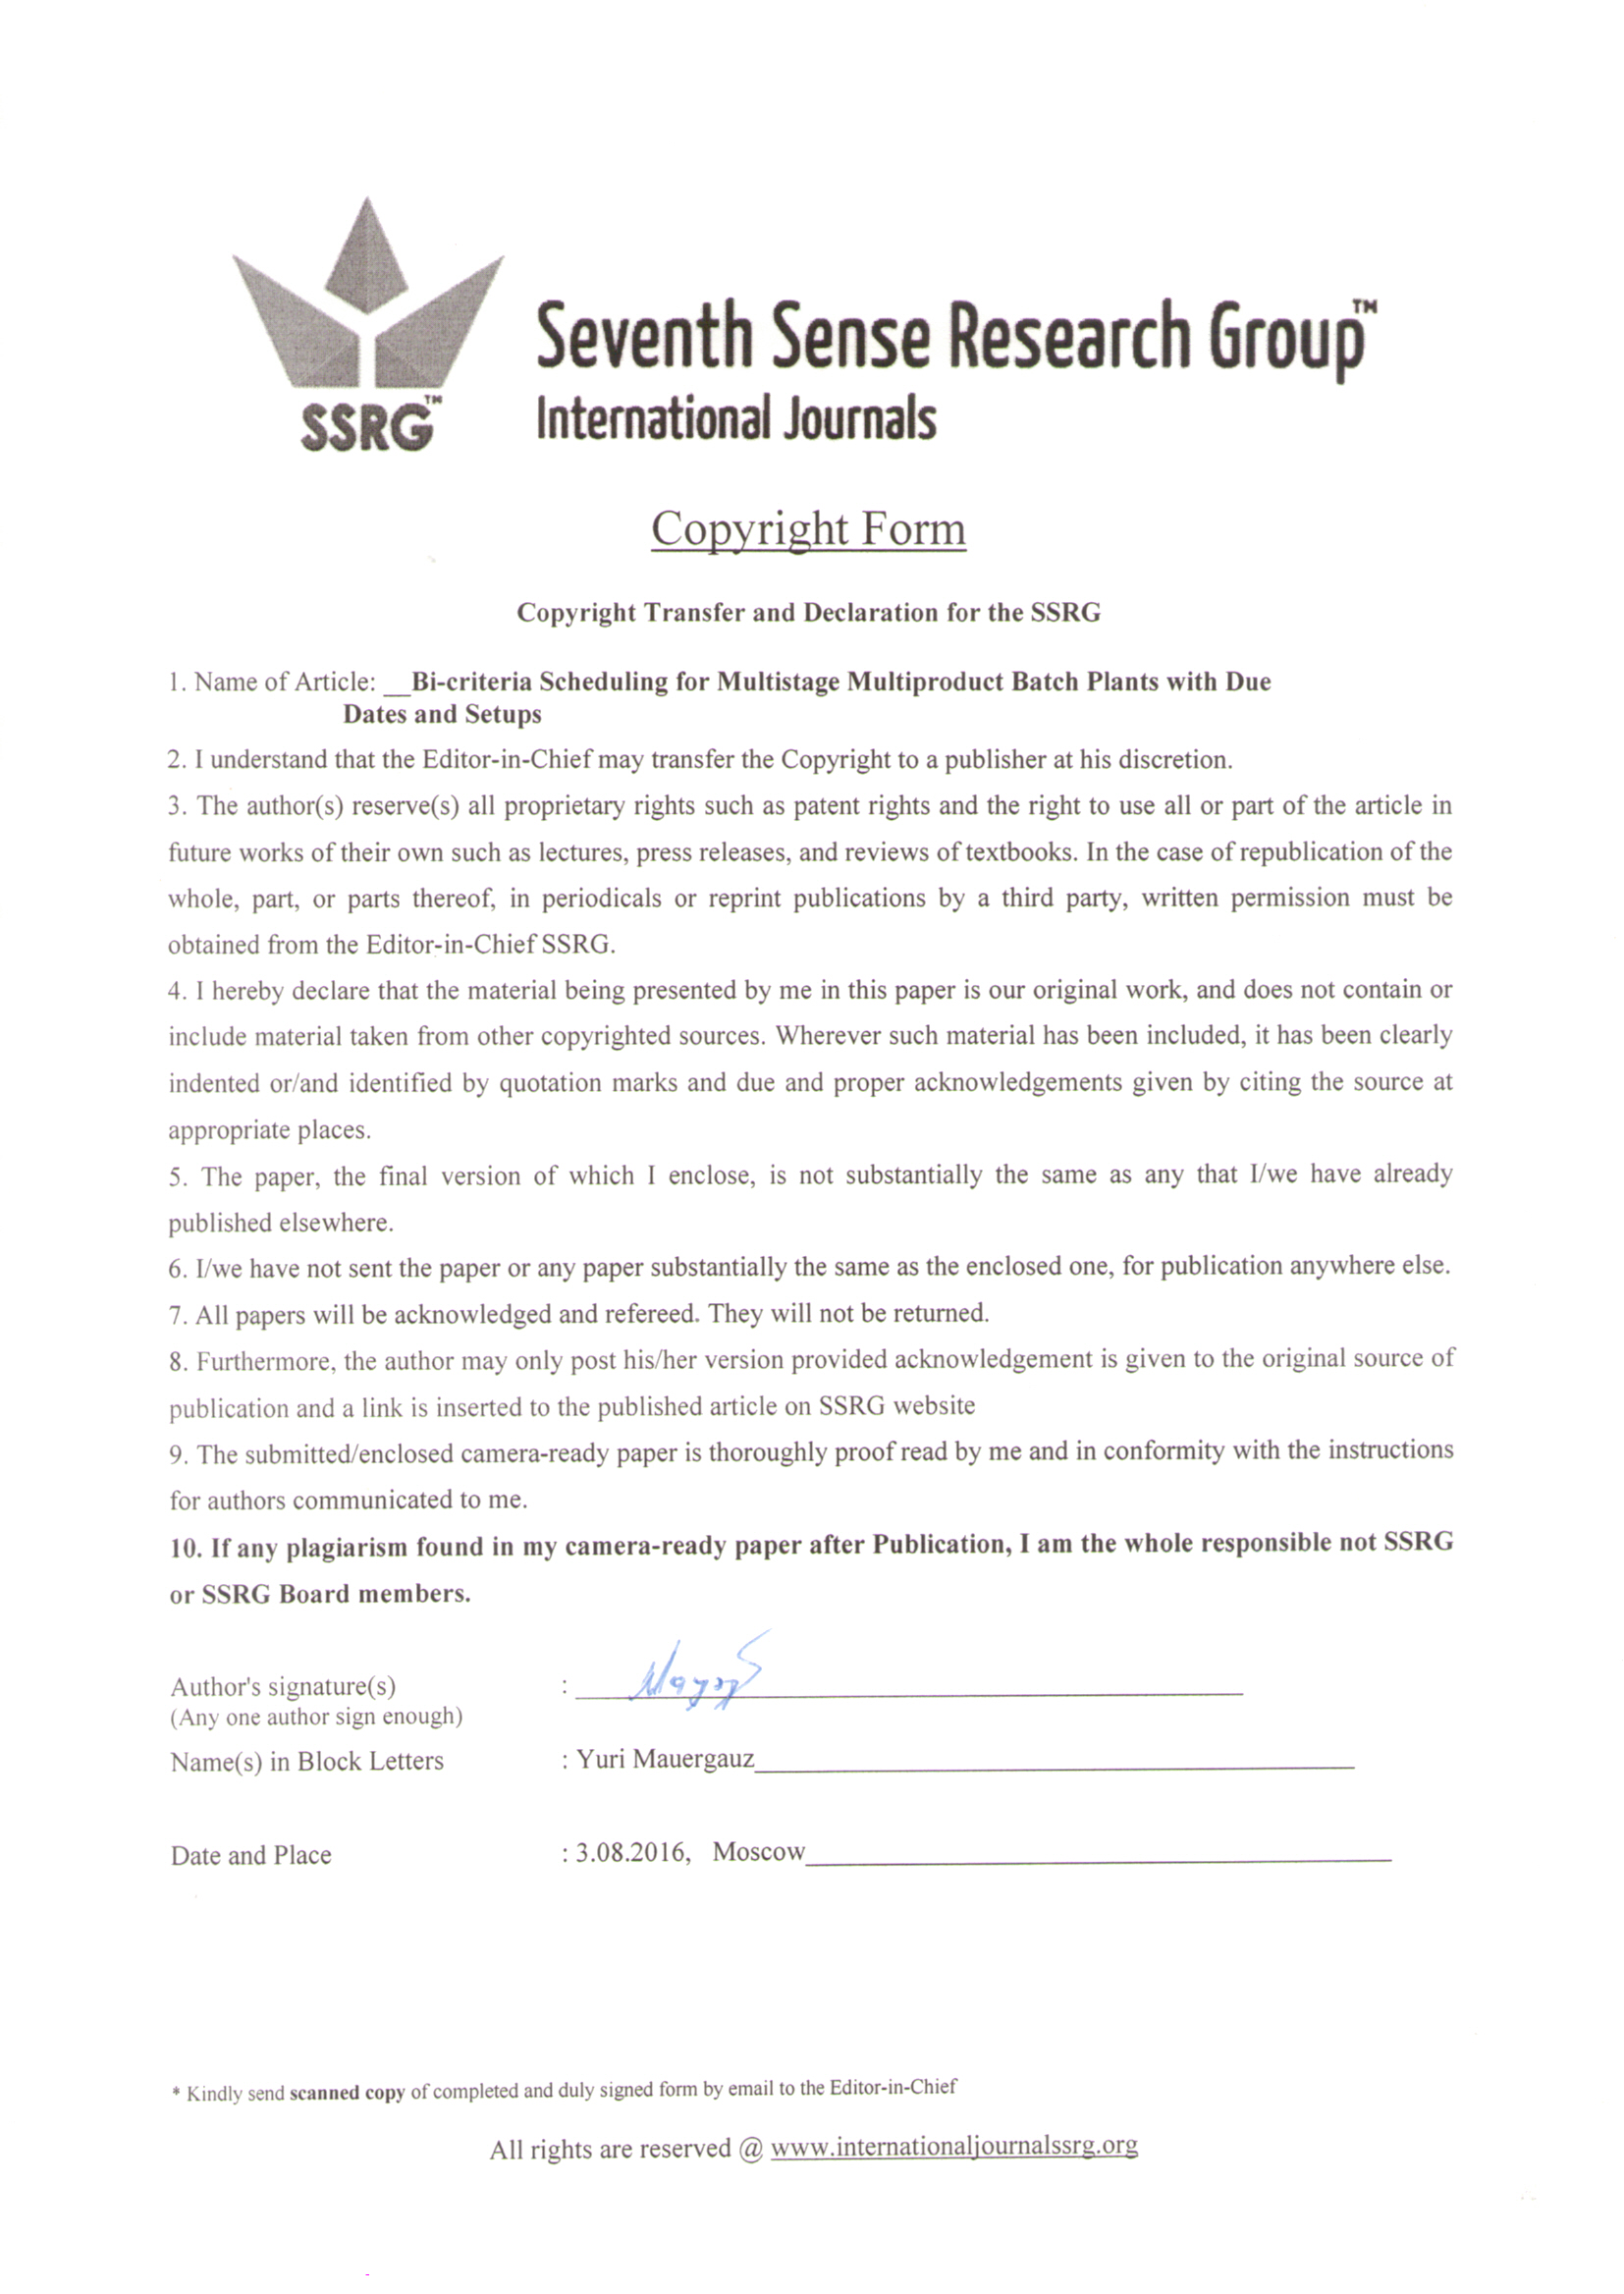 SSRG™
Seventh Sense Research Group™
International Journals
Copyright Form
Copyright Transfer and Declaration for the SSRG
1. Name of Article: __Bi-criteria Scheduling for Multistage Multiproduct Batch Plants with Due
Dates and Setups
2. I understand that the Editor-in-Chief may transfer the Copyright to a publisher at his discretion.
3. The author(s) reserve(s) all proprietary rights such as patent rights and the right to use all or part of the article in
future works of their own such as lectures, press releases, and reviews of textbooks. In the case of republication of the
whole, part, or parts thereof, in periodicals or reprint publications by a third party, written permission must be
obtained from the Editor-in-Chief SSRG.
4. I hereby declare that the material being presented by me in this paper is our original work, and does not contain or
include material taken from other copyrighted sources. Wherever such material has been included, it has been clearly
indented or/and identified by quotation marks and due and proper acknowledgements given by citing the source at
appropriate places.
5. The paper, the final version of which I enclose, is not substantially the same as any that I/we have already
published elsewhere.
6. I/we have not sent the paper or any paper substantially the same as the enclosed one, for publication anywhere else.
7. All papers will be acknowledged and refereed. They will not be returned.
8. Furthermore, the author may only post his/her version provided acknowledgement is given to the original source of
publication and a link is inserted to the published article on SSRG website
9. The submitted/enclosed camera-ready paper is thoroughly proof read by me and in conformity with the instructions
for authors communicated to me.
10. If any plagiarism found in my camera-ready paper after Publication, I am the whole responsible not SSRG
or SSRG Board members.
Author's signature(s) :
(Any one author sign enough)
Name(s) in Block Letters : Yuri Mauergauz
Date and Place : 3.08.2016, Moscow
* Kindly send scanned copy of completed and duly signed form by email to the Editor-in-Chief
All rights are reserved @ www.internationaljournalssrg.org